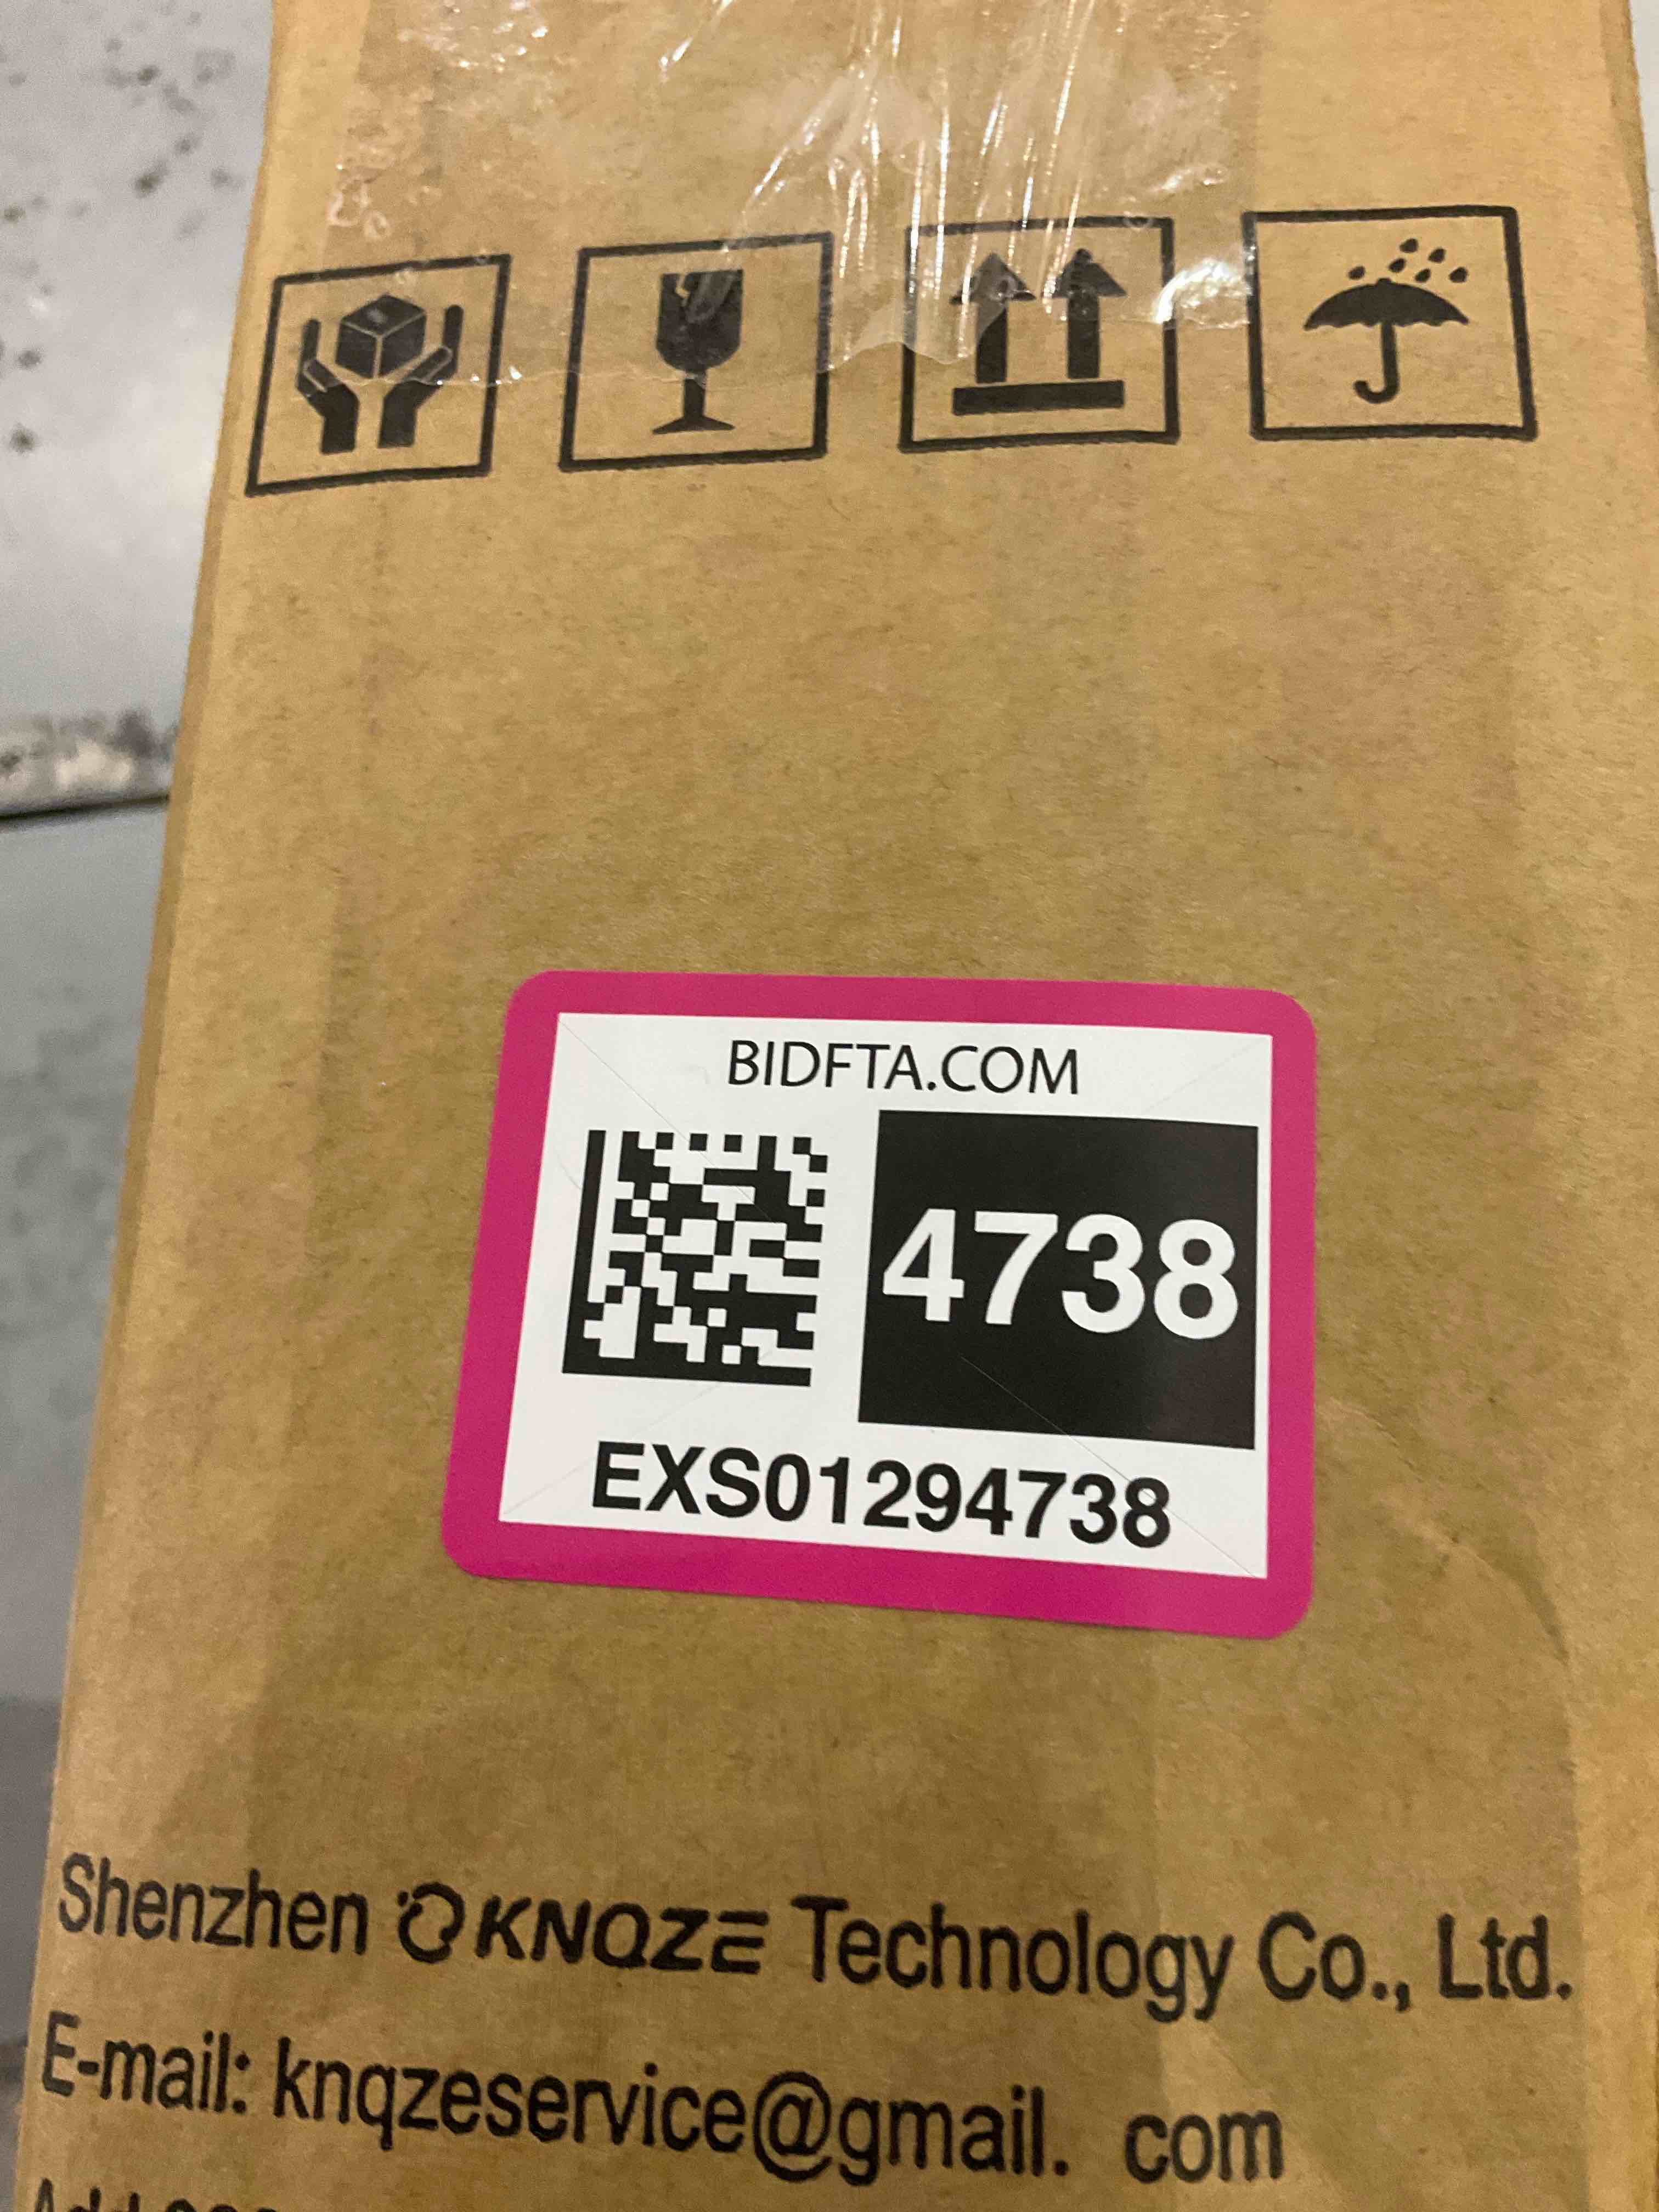 BIDFTA.COM
4738
EXS01294738
Shenzhen KNQZE Technology Co., Ltd.
E-mail: knqzeservice@gmail. com